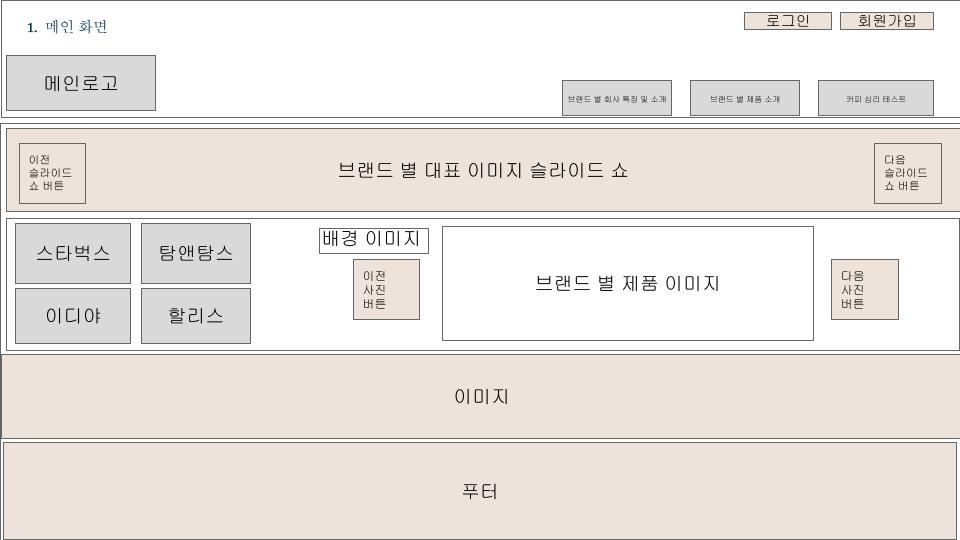 1. 메인 화면
로그인
회원가입
메인로고
브랜드 별 회사 특징 및 소개
브랜드 별 제품 소개
커피 심리 테스트
이전
슬라이드
쇼 버튼
브랜드 별 대표 이미지 슬라이드 쇼
다음
슬라이드
쇼 버튼
스타벅스
탐앤탐스
이디야
할리스
배경 이미지
이전
사진
버튼
브랜드 별 제품 이미지
다음
사진
버튼
이미지
푸터